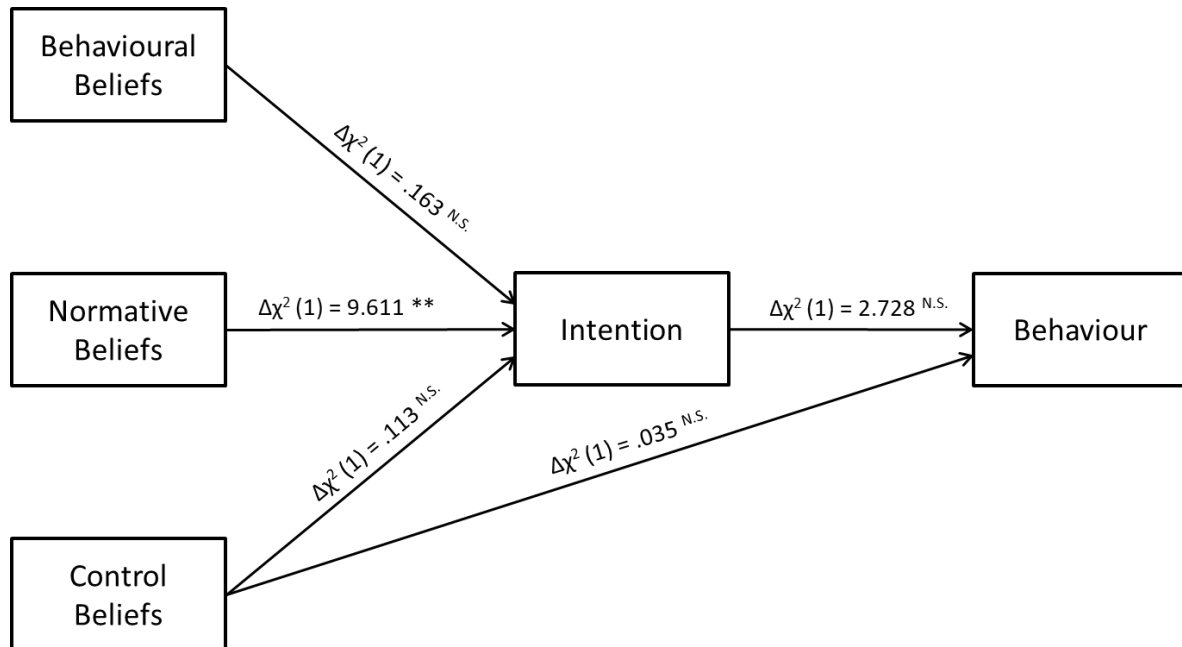 Behavioural
Beliefs
Δχ² (1) = .163 N.S.
Normative
Beliefs
Δχ² (1) = 9.611 **
Intention
Δχ² (1) = 2.728 N.S.
Behaviour
Δχ² (1) = .113 N.S.
Δχ² (1) = .035 N.S.
Control
Beliefs